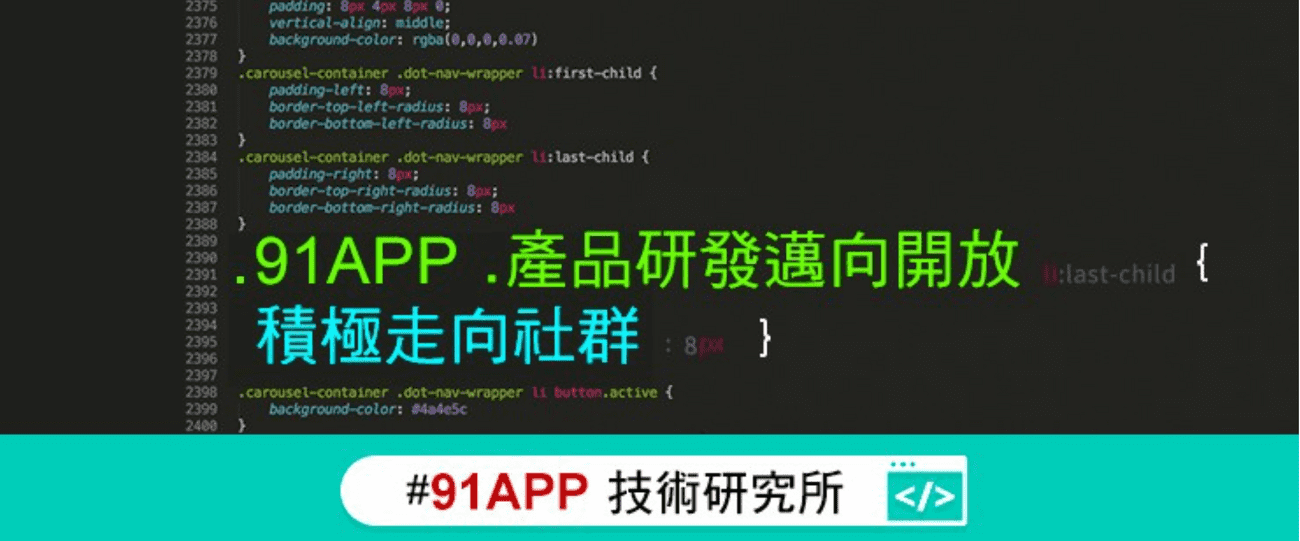 2375 padding: 8px 4px 8px 0;
2376 vertical-align: middle;
2377 background-color: rgba(0,0,0,0.07)
2378 }
2379 .carousel-container .dot-nav-wrapper li:first-child {
2380 padding-left: 8px;
2381 border-top-left-radius: 8px;
2382 border-bottom-left-radius: 8px
2383 }
2384 .carousel-container .dot-nav-wrapper li:last-child {
2385 padding-right: 8px;
2386 border-top-right-radius: 8px;
2387 border-bottom-right-radius: 8px
2388 }
2389
2390
.91APP .產品研發邁向開放 li:last-child {
2391
2392
2393
2394
積極走向社群 : 8px }
2395
2396
2397
2398 .carousel-container .dot-nav-wrapper li button.active {
2399 background-color: #4a4e5c
2400 }
#91APP 技術研究所
</>